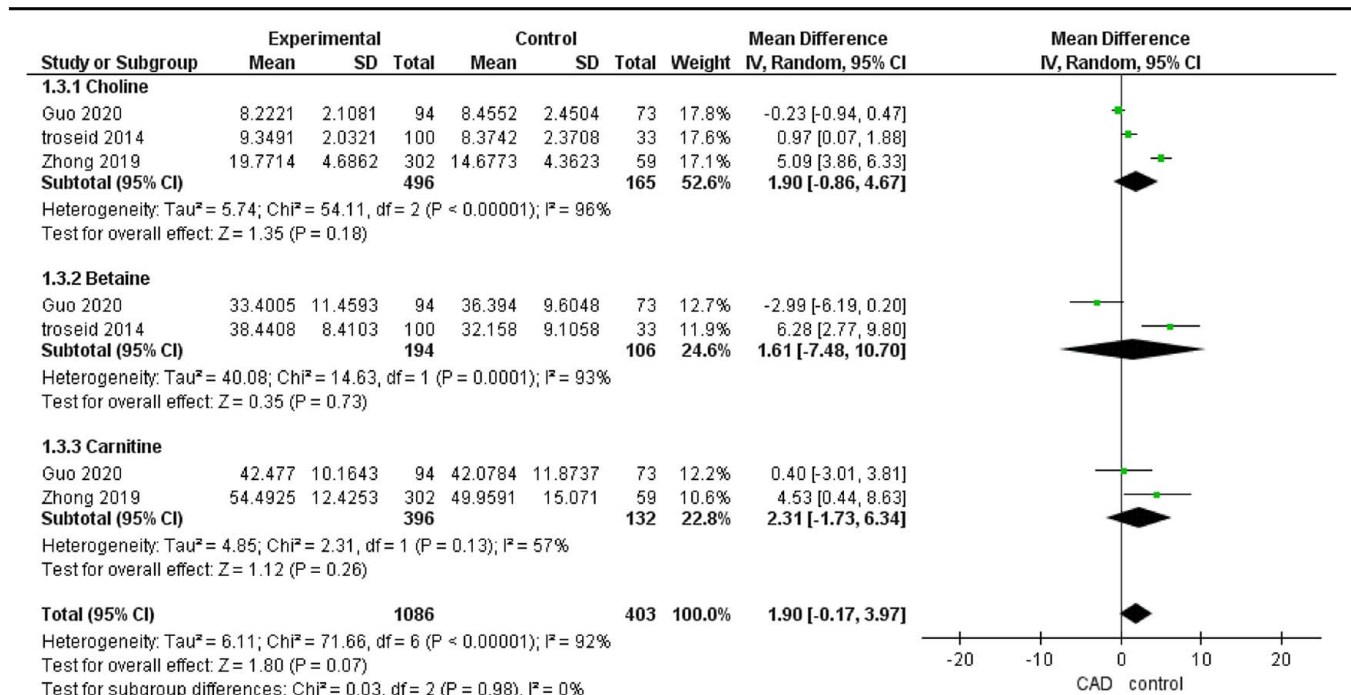 Experimental Control Mean Difference Mean Difference
Study or Subgroup Mean SD Total Mean SD Total Weight IV, Random, 95% CI IV, Random, 95% CI
1.3.1 Choline
Guo 2020 8.2221 2.1081 94 8.4552 2.4504 73 17.8% -0.23 [-0.94, 0.47]
troseid 2014 9.3491 2.0321 100 8.3742 2.3708 33 17.6% 0.97 [0.07, 1.88]
Zhong 2019 19.7714 4.6862 302 14.6773 4.3623 59 17.1% 5.09 [3.86, 6.33]
Subtotal (95% CI) 496 165 52.6% 1.90 [-0.86, 4.67]
Heterogeneity: Tau² = 5.74; Chi² = 54.11, df = 2 (P < 0.00001); I² = 96%
Test for overall effect: Z = 1.35 (P = 0.18)
1.3.2 Betaine
Guo 2020 33.4005 11.4593 94 36.394 9.6048 73 12.7% -2.99 [-6.19, 0.20]
troseid 2014 38.4408 8.4103 100 32.158 9.1058 33 11.9% 6.28 [2.77, 9.80]
Subtotal (95% CI) 194 106 24.6% 1.61 [-7.48, 10.70]
Heterogeneity: Tau² = 40.08; Chi² = 14.63, df = 1 (P = 0.0001); I² = 93%
Test for overall effect: Z = 0.35 (P = 0.73)
1.3.3 Carnitine
Guo 2020 42.477 10.1643 94 42.0784 11.8737 73 12.2% 0.40 [-3.01, 3.81]
Zhong 2019 54.4925 12.4253 302 49.9591 15.071 59 10.6% 4.53 [0.44, 8.63]
Subtotal (95% CI) 396 132 22.8% 2.31 [-1.73, 6.34]
Heterogeneity: Tau² = 4.85; Chi² = 2.31, df = 1 (P = 0.13); I² = 57%
Test for overall effect: Z = 1.12 (P = 0.26)
Total (95% CI) 1086 403 100.0% 1.90 [-0.17, 3.97]
Heterogeneity: Tau² = 6.11; Chi² = 71.66, df = 6 (P < 0.00001); I² = 92%
Test for overall effect: Z = 1.80 (P = 0.07)
Test for subgroup differences: Chi² = 0.03, df = 2 (P = 0.98), I² = 0%
-20 -10 0 10 20
CAD control